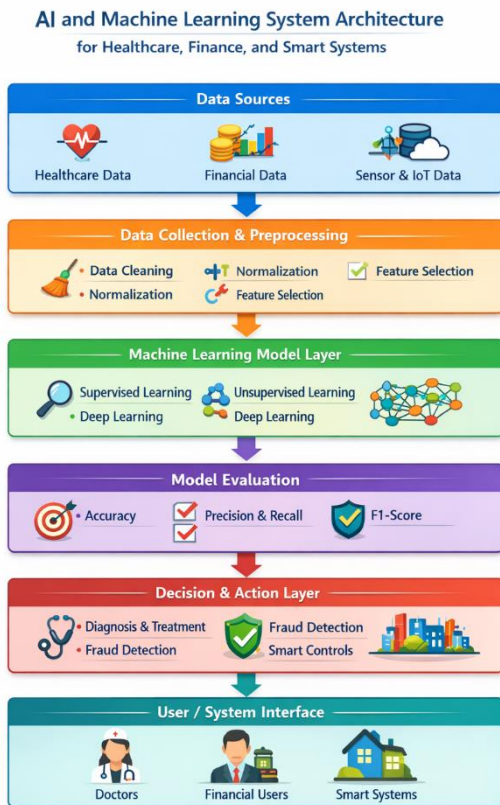 AI and Machine Learning System Architecture
for Healthcare, Finance, and Smart Systems
Data Sources
Healthcare Data
Financial Data
Sensor & IoT Data
Data Collection & Preprocessing
• Data Cleaning
• Normalization
Normalization
Feature Selection
Feature Selection
Machine Learning Model Layer
Supervised Learning
• Deep Learning
Unsupervised Learning
Deep Learning
Model Evaluation
• Accuracy
Precision & Recall
F1-Score
Decision & Action Layer
• Diagnosis & Treatment
• Fraud Detection
Fraud Detection
Smart Controls
User / System Interface
Doctors
Financial Users
Smart Systems